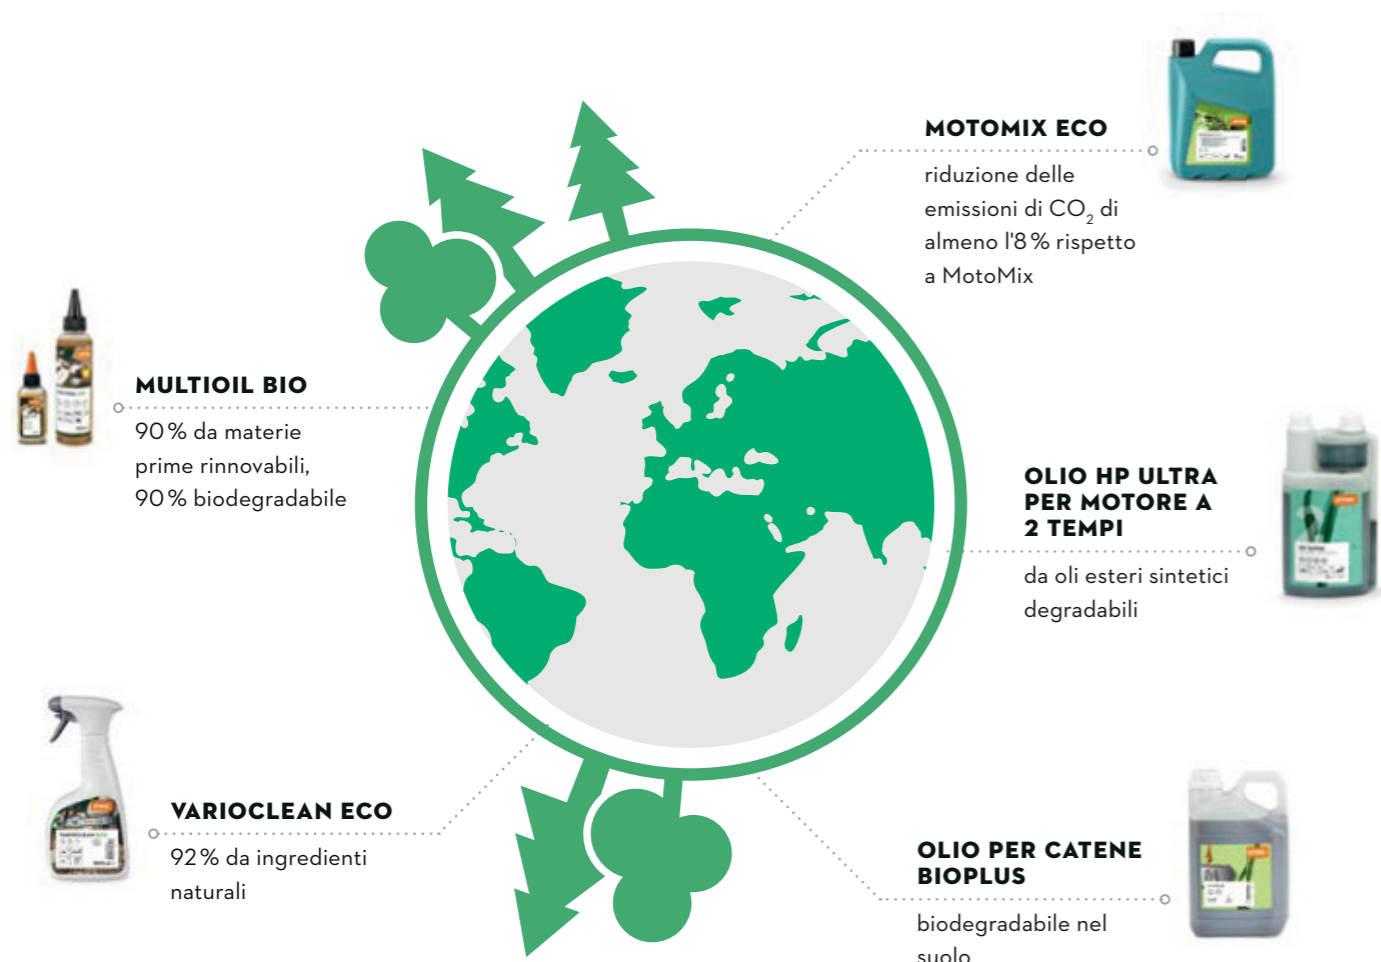 MOTOMIX ECO
riduzione delle
emissioni di CO₂ di
almeno l'8 % rispetto
a MotoMix
MULTIOIL BIO
90 % da materie
prime rinnovabili,
90 % biodegradabile
OLIO HP ULTRA
PER MOTORE A
2 TEMPI
da oli esteri sintetici
degradabili
VARIOCLEAN ECO
92 % da ingredienti
naturali
OLIO PER CATENE
BIOPLUS
biodegradabile nel
suolo